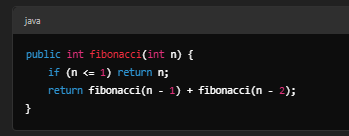 java
public int fibonacci(int n) {
    if (n <= 1) return n;
    return fibonacci(n - 1) + fibonacci(n - 2);
}